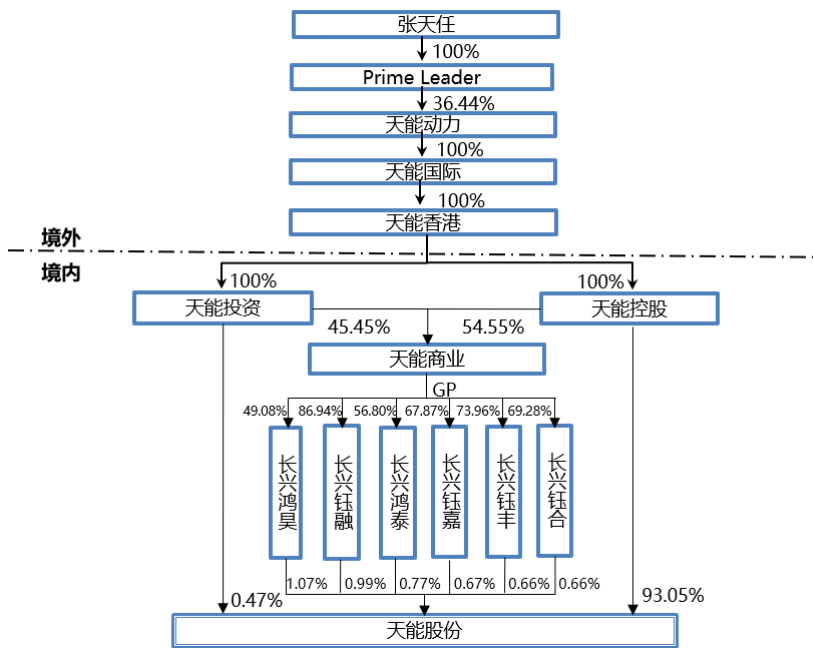 张天任
100%
Prime Leader
36.44%
天能动力
100%
天能国际
100%
天能香港
境外
境内
100%
100%
天能投资
天能控股
45.45%
54.55%
天能商业
GP
49.08%
86.94%
56.80%
67.87%
73.96%
69.28%
长兴鸿昊
长兴钰融
长兴鸿泰
长兴钰嘉
长兴钰丰
长兴钰合
1.07%
0.99%
0.77%
0.67%
0.66%
0.66%
0.47%
93.05%
天能股份